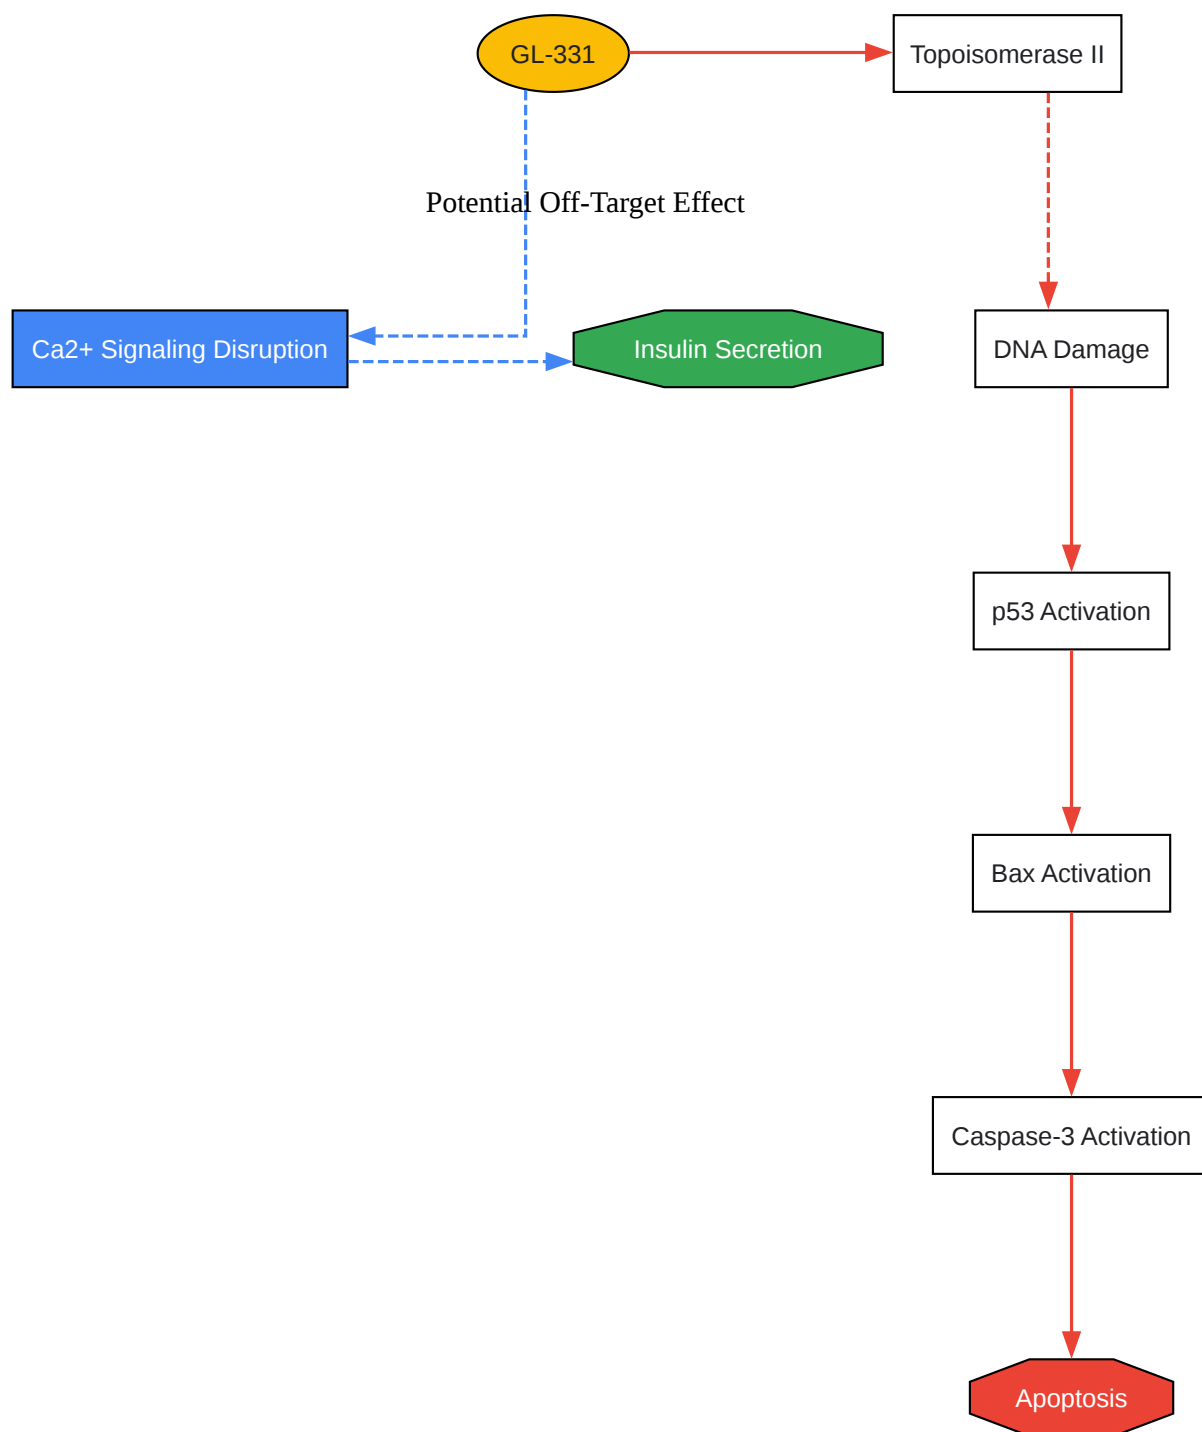 GL-331
Topoisomerase II
Potential Off-Target Effect
Ca2+ Signaling Disruption
Insulin Secretion
DNA Damage
p53 Activation
Bax Activation
Caspase-3 Activation
Apoptosis